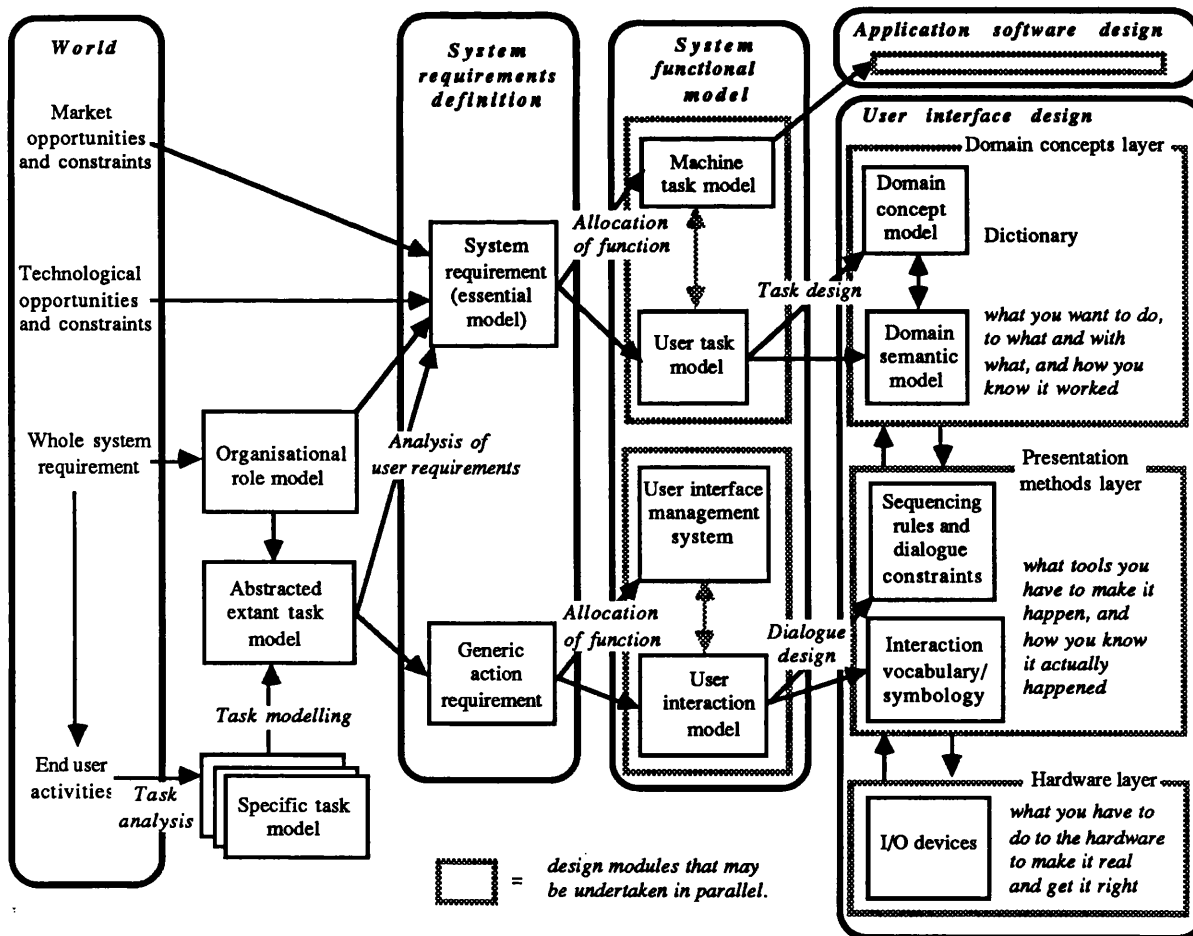 World
Market
opportunities
and constraints
Technological
opportunities
and constraints
Whole system
requirement
End user
activities
Task
analysis
Organisational
role model
Abstracted
extant task
model
Task modelling
Specific task
model
System
requirements
definition
System
requirement
(essential
model)
Analysis of
user requirements
Generic
action
requirement
Allocation
of function
Allocation
of function
System
functional
model
Machine
task model
User task
model
User interface
management
system
User
interaction
model
Task design
Dialogue
design
Application software design
User interface design
Domain concepts layer
Domain
concept
model
Dictionary
Domain
semantic
model
what you want to do,
to what and with
what, and how you
know it worked
Presentation
methods layer
Sequencing
rules and
dialogue
constraints
Interaction
vocabulary/
symbology
what tools you
have to make it
happen, and
how you know
it actually
happened
Hardware layer
I/O devices
what you have to
do to the hardware
to make it real
and get it right
= design modules that may
be undertaken in parallel.